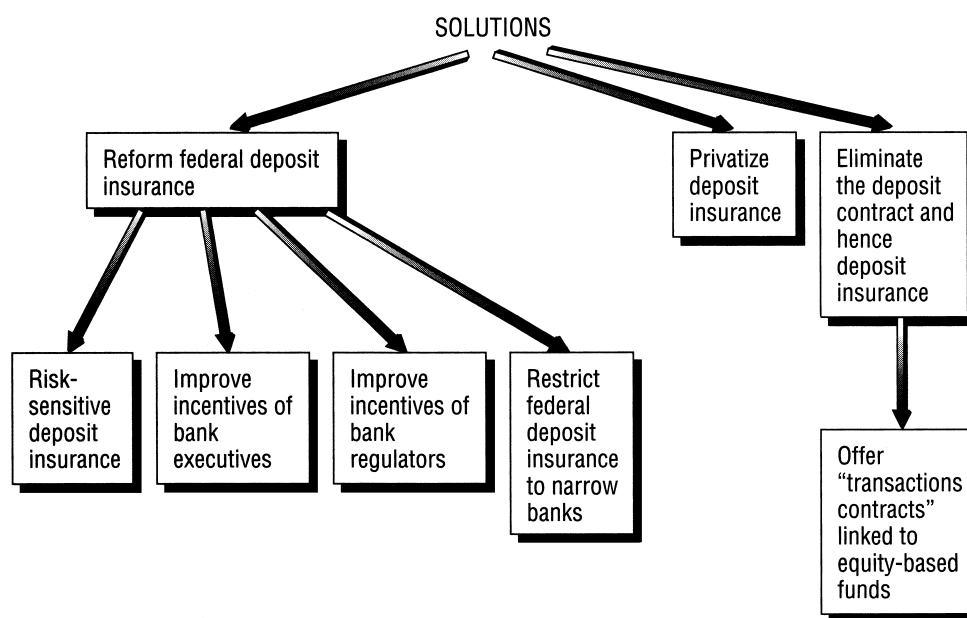 SOLUTIONS
Reform federal deposit
insurance
Privatize
deposit
insurance
Eliminate
the deposit
contract and
hence
deposit
insurance
Risk-
sensitive
deposit
insurance
Improve
incentives of
bank
executives
Improve
incentives of
bank
regulators
Restrict
federal
deposit
insurance
to narrow
banks
Offer
“transactions
contracts”
linked to
equity-based
funds